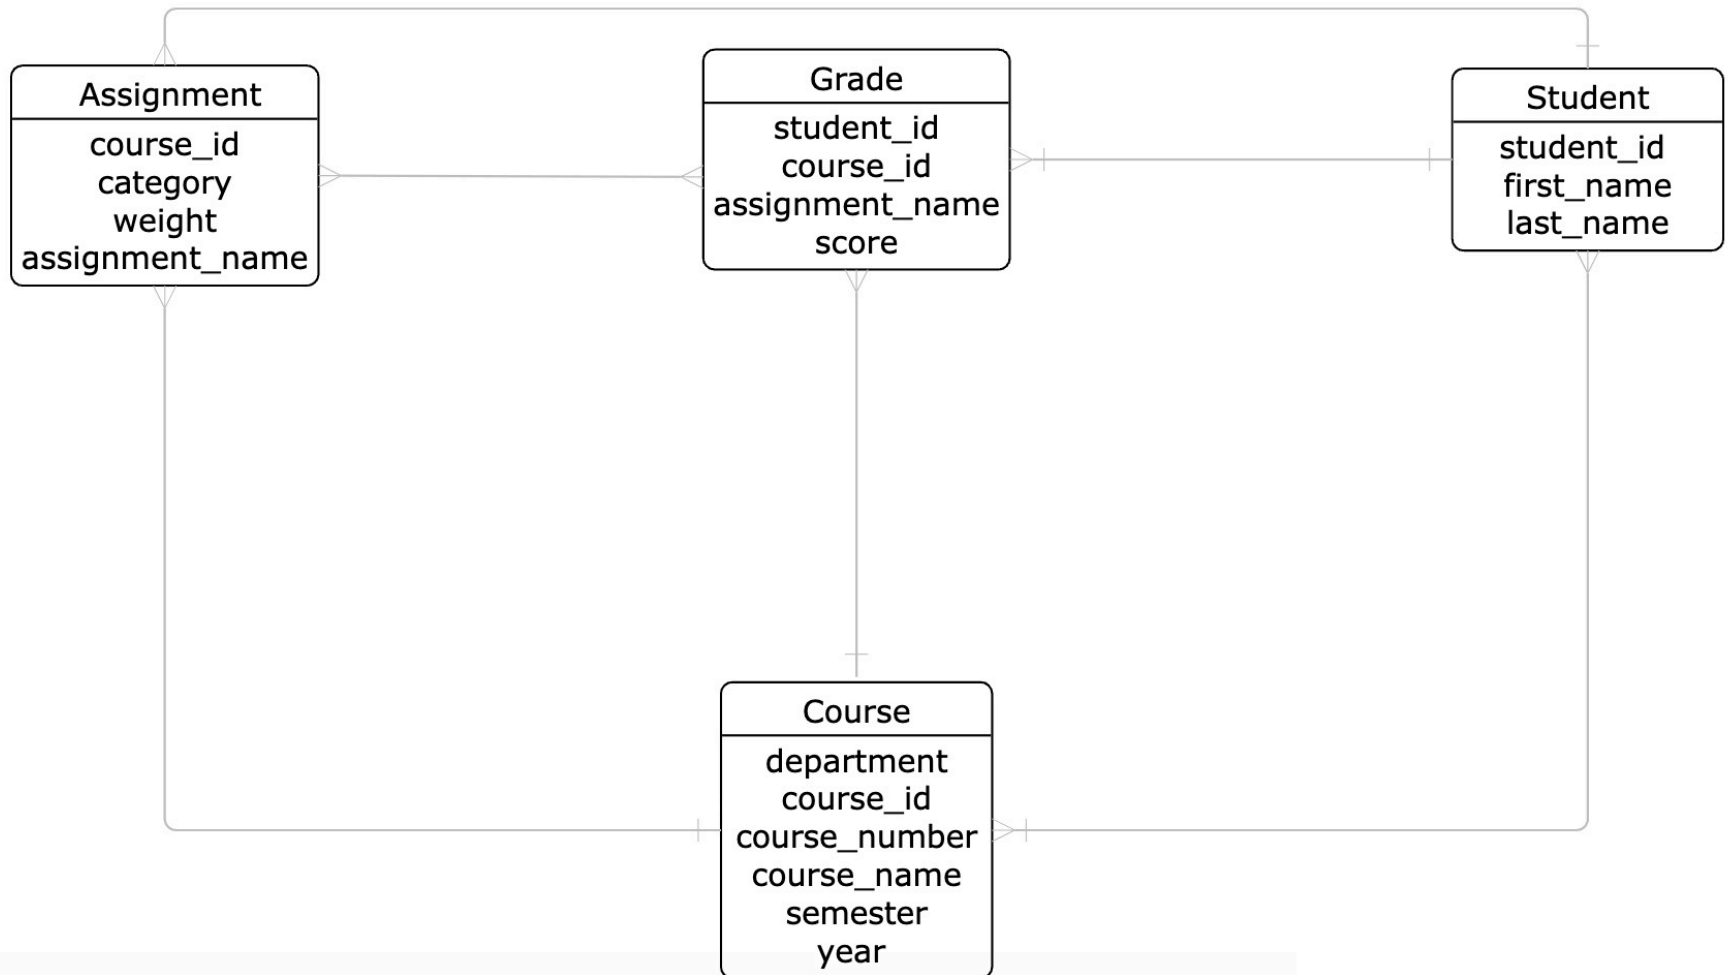 Assignment
course_id
category
weight
assignment_name
Grade
student_id
course_id
assignment_name
score
Student
student_id
first_name
last_name
Course
department
course_id
course_number
course_name
semester
year